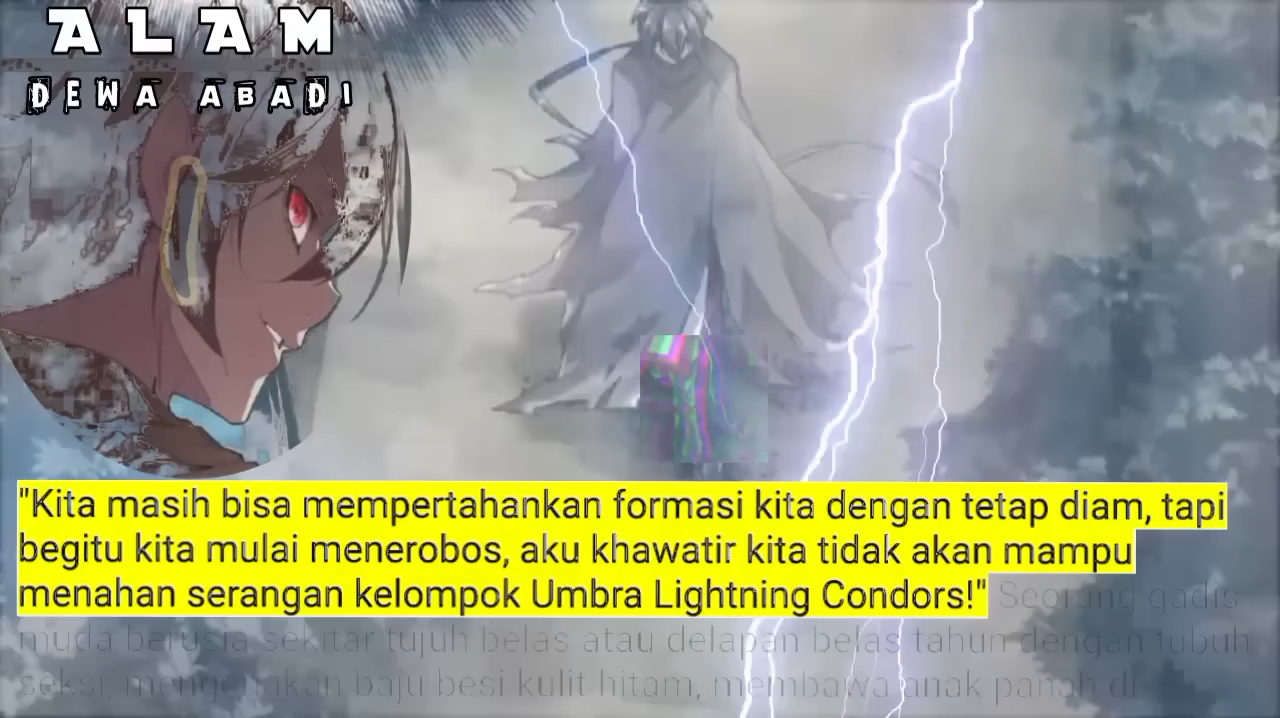 ALAM
DEWA ABADI
"Kita masih bisa mempertahankan formasi kita dengan tetap diam, tapi
begitu kita mulai menerobos, aku khawatir kita tidak akan mampu
menahan serangan kelompok Umbra Lightning Condors!" Seorang gadis
muda berusia sekitar tujuh belas atau delapan belas tahun dengan tubuh
seksi, mengenakan baju besi kulit hitam, membawa anak panah di